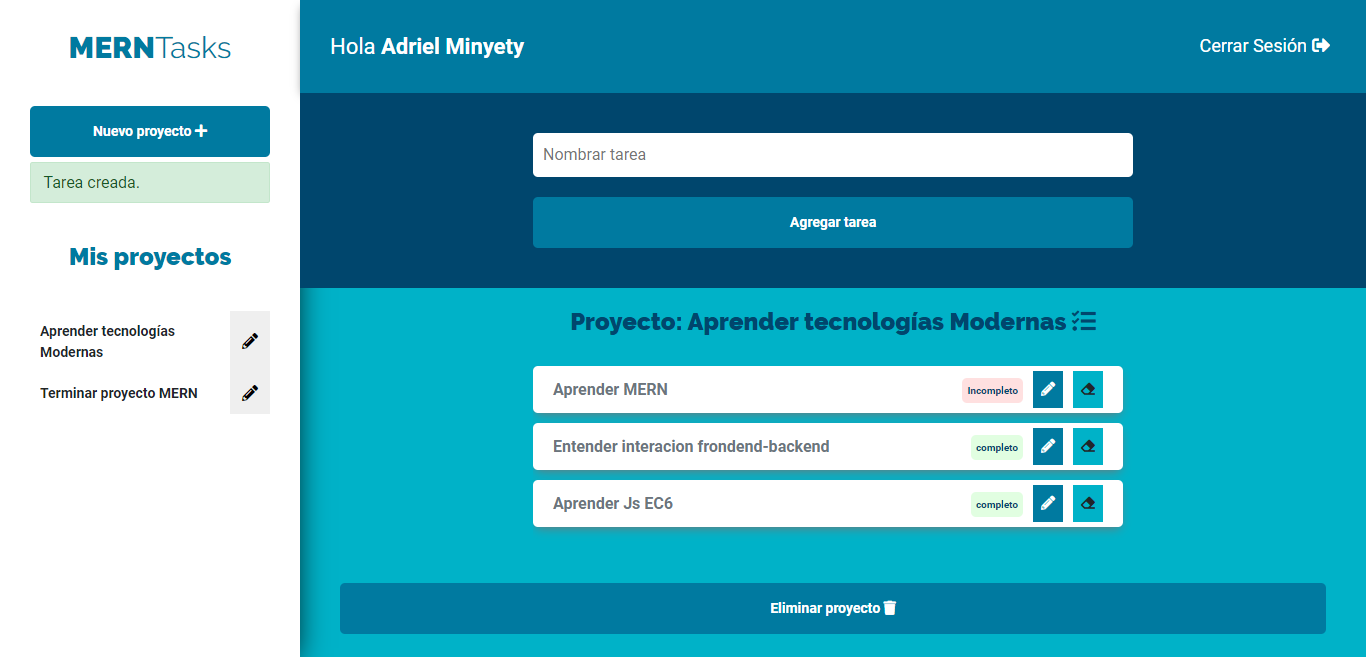 MERNTasks
Nuevo proyecto
Tarea creada.
Mis proyectos
Aprender tecnologías
Modernas
Terminar proyecto MERN
Hola Adriel Minyety
Cerrar Sesión
Nombrar tarea
Agregar tarea
Proyecto: Aprender tecnologías Modernas
Aprender MERN
Incompleto
Entender interacion frondend-backend
completo
Aprender Js EC6
completo
Eliminar proyecto